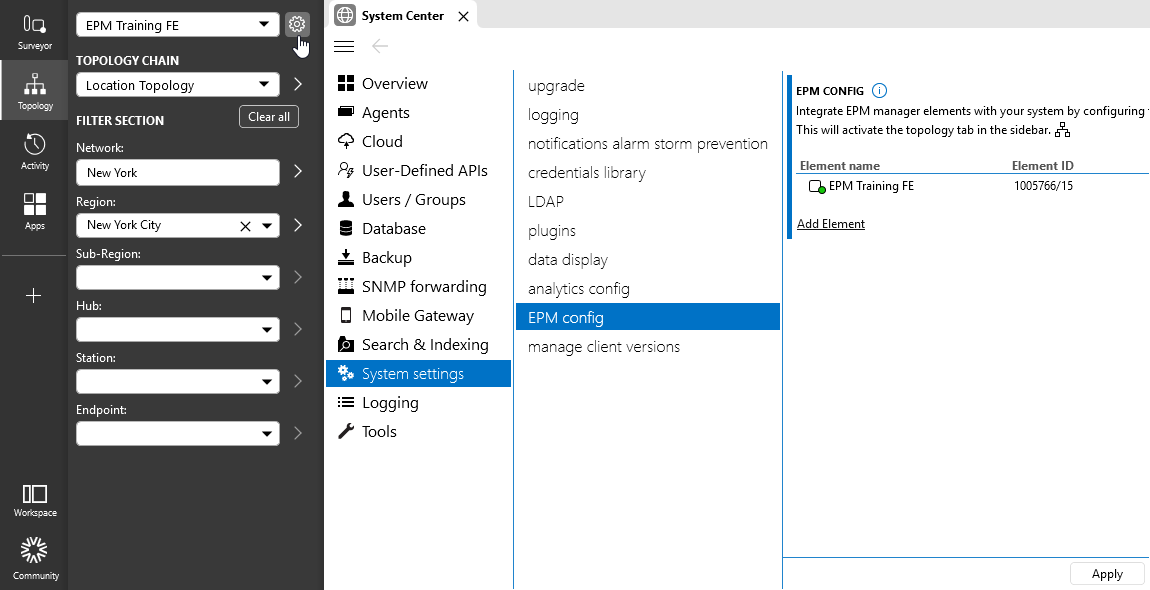 Surveyor
Topology
Activity
Apps
Workspace
Community
EPM Training FE
TOPOLOGY CHAIN
Location Topology
FILTER SECTION
Clear all
Network:
New York
Region:
New York City
Sub-Region:
Hub:
Station:
Endpoint:
System Center
Overview
Agents
Cloud
User-Defined APIs
Users / Groups
Database
Backup
SNMP forwarding
Mobile Gateway
Search & Indexing
System settings
Logging
Tools
upgrade
logging
notifications alarm storm prevention
credentials library
LDAP
plugins
data display
analytics config
EPM config
manage client versions
EPM CONFIG
Integrate EPM manager elements with your system by configuring
This will activate the topology tab in the sidebar.
Element name Element ID
EPM Training FE 1005766/15
Add Element
Apply